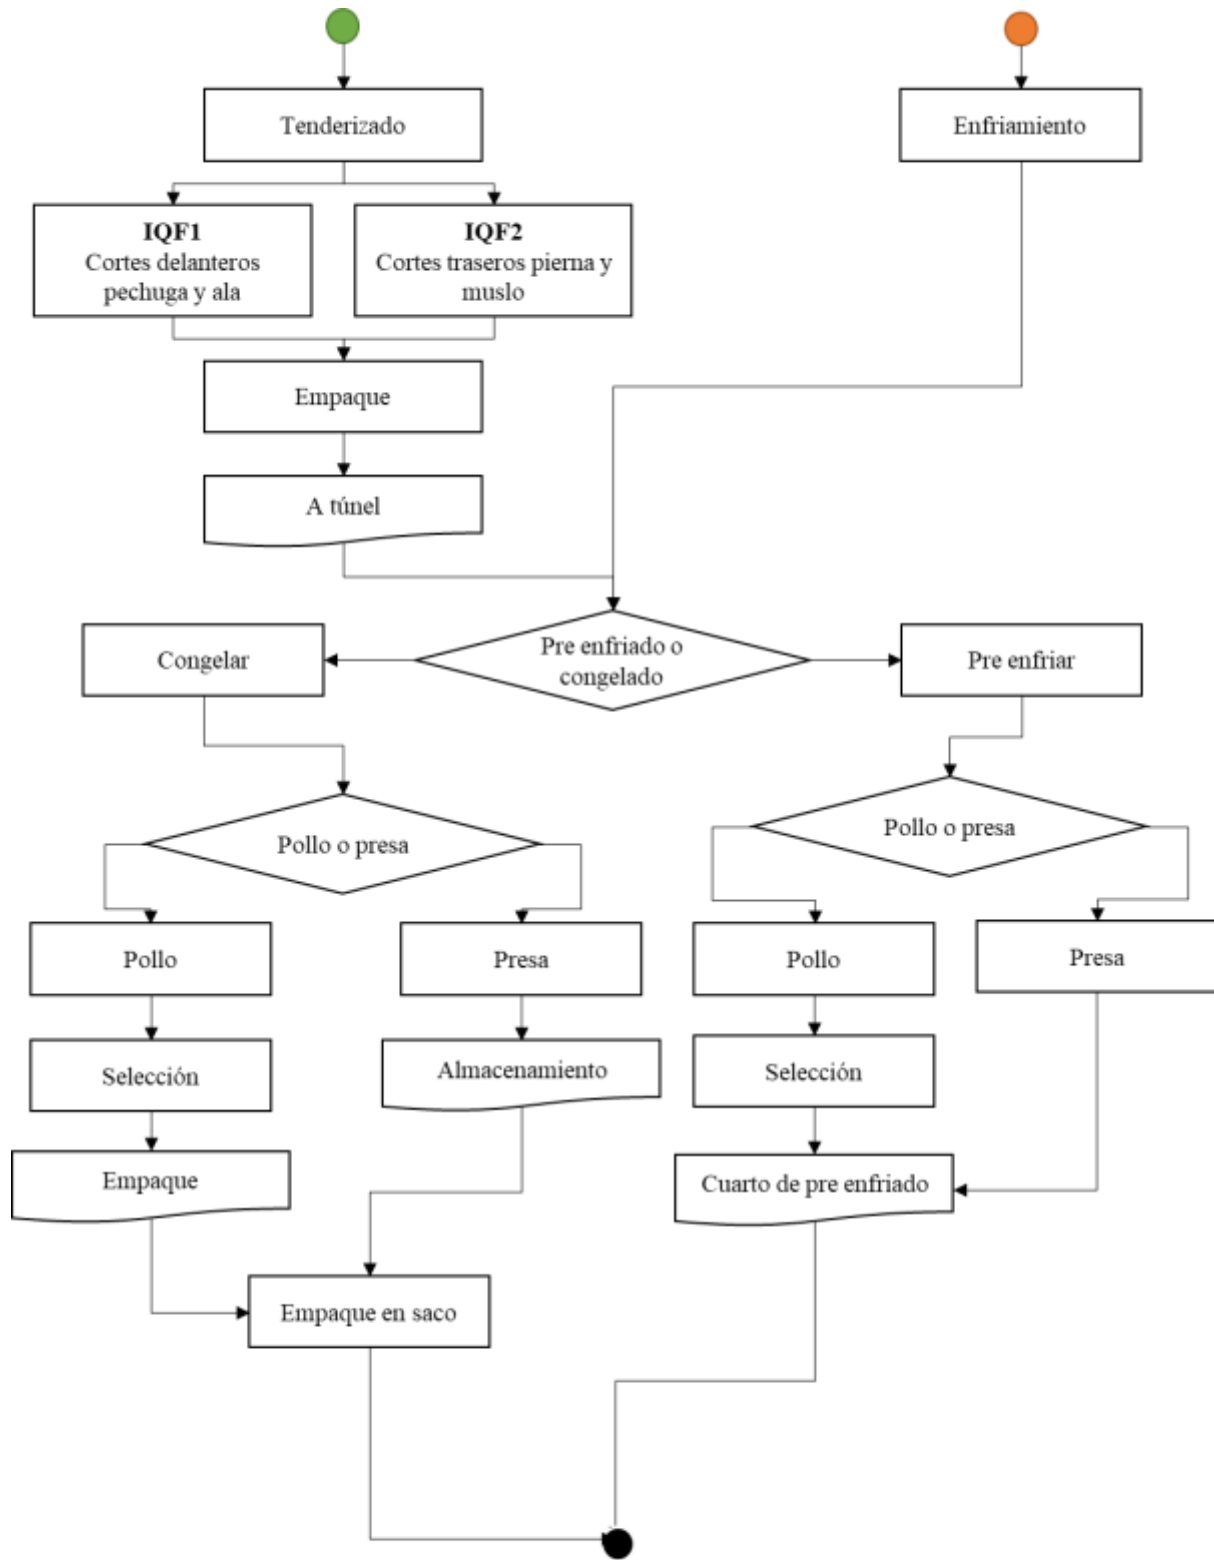 Tenderizado
Enfriamiento
IQF1
Cortes delanteros
pechuga y ala
IQF2
Cortes traseros pierna y
muslo
Empaque
A túnel
Congelar
Pre enfriado o
congelado
Pre enfriar
Pollo o presa
Pollo o presa
Pollo
Presa
Pollo
Presa
Selección
Almacenamiento
Selección
Empaque
Cuarto de pre enfriado
Empaque en saco